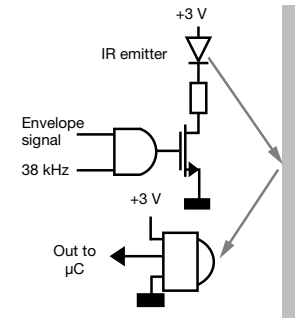 +3 V
IR emitter
Envelope
signal
38 kHz
+3 V
Out to
µC